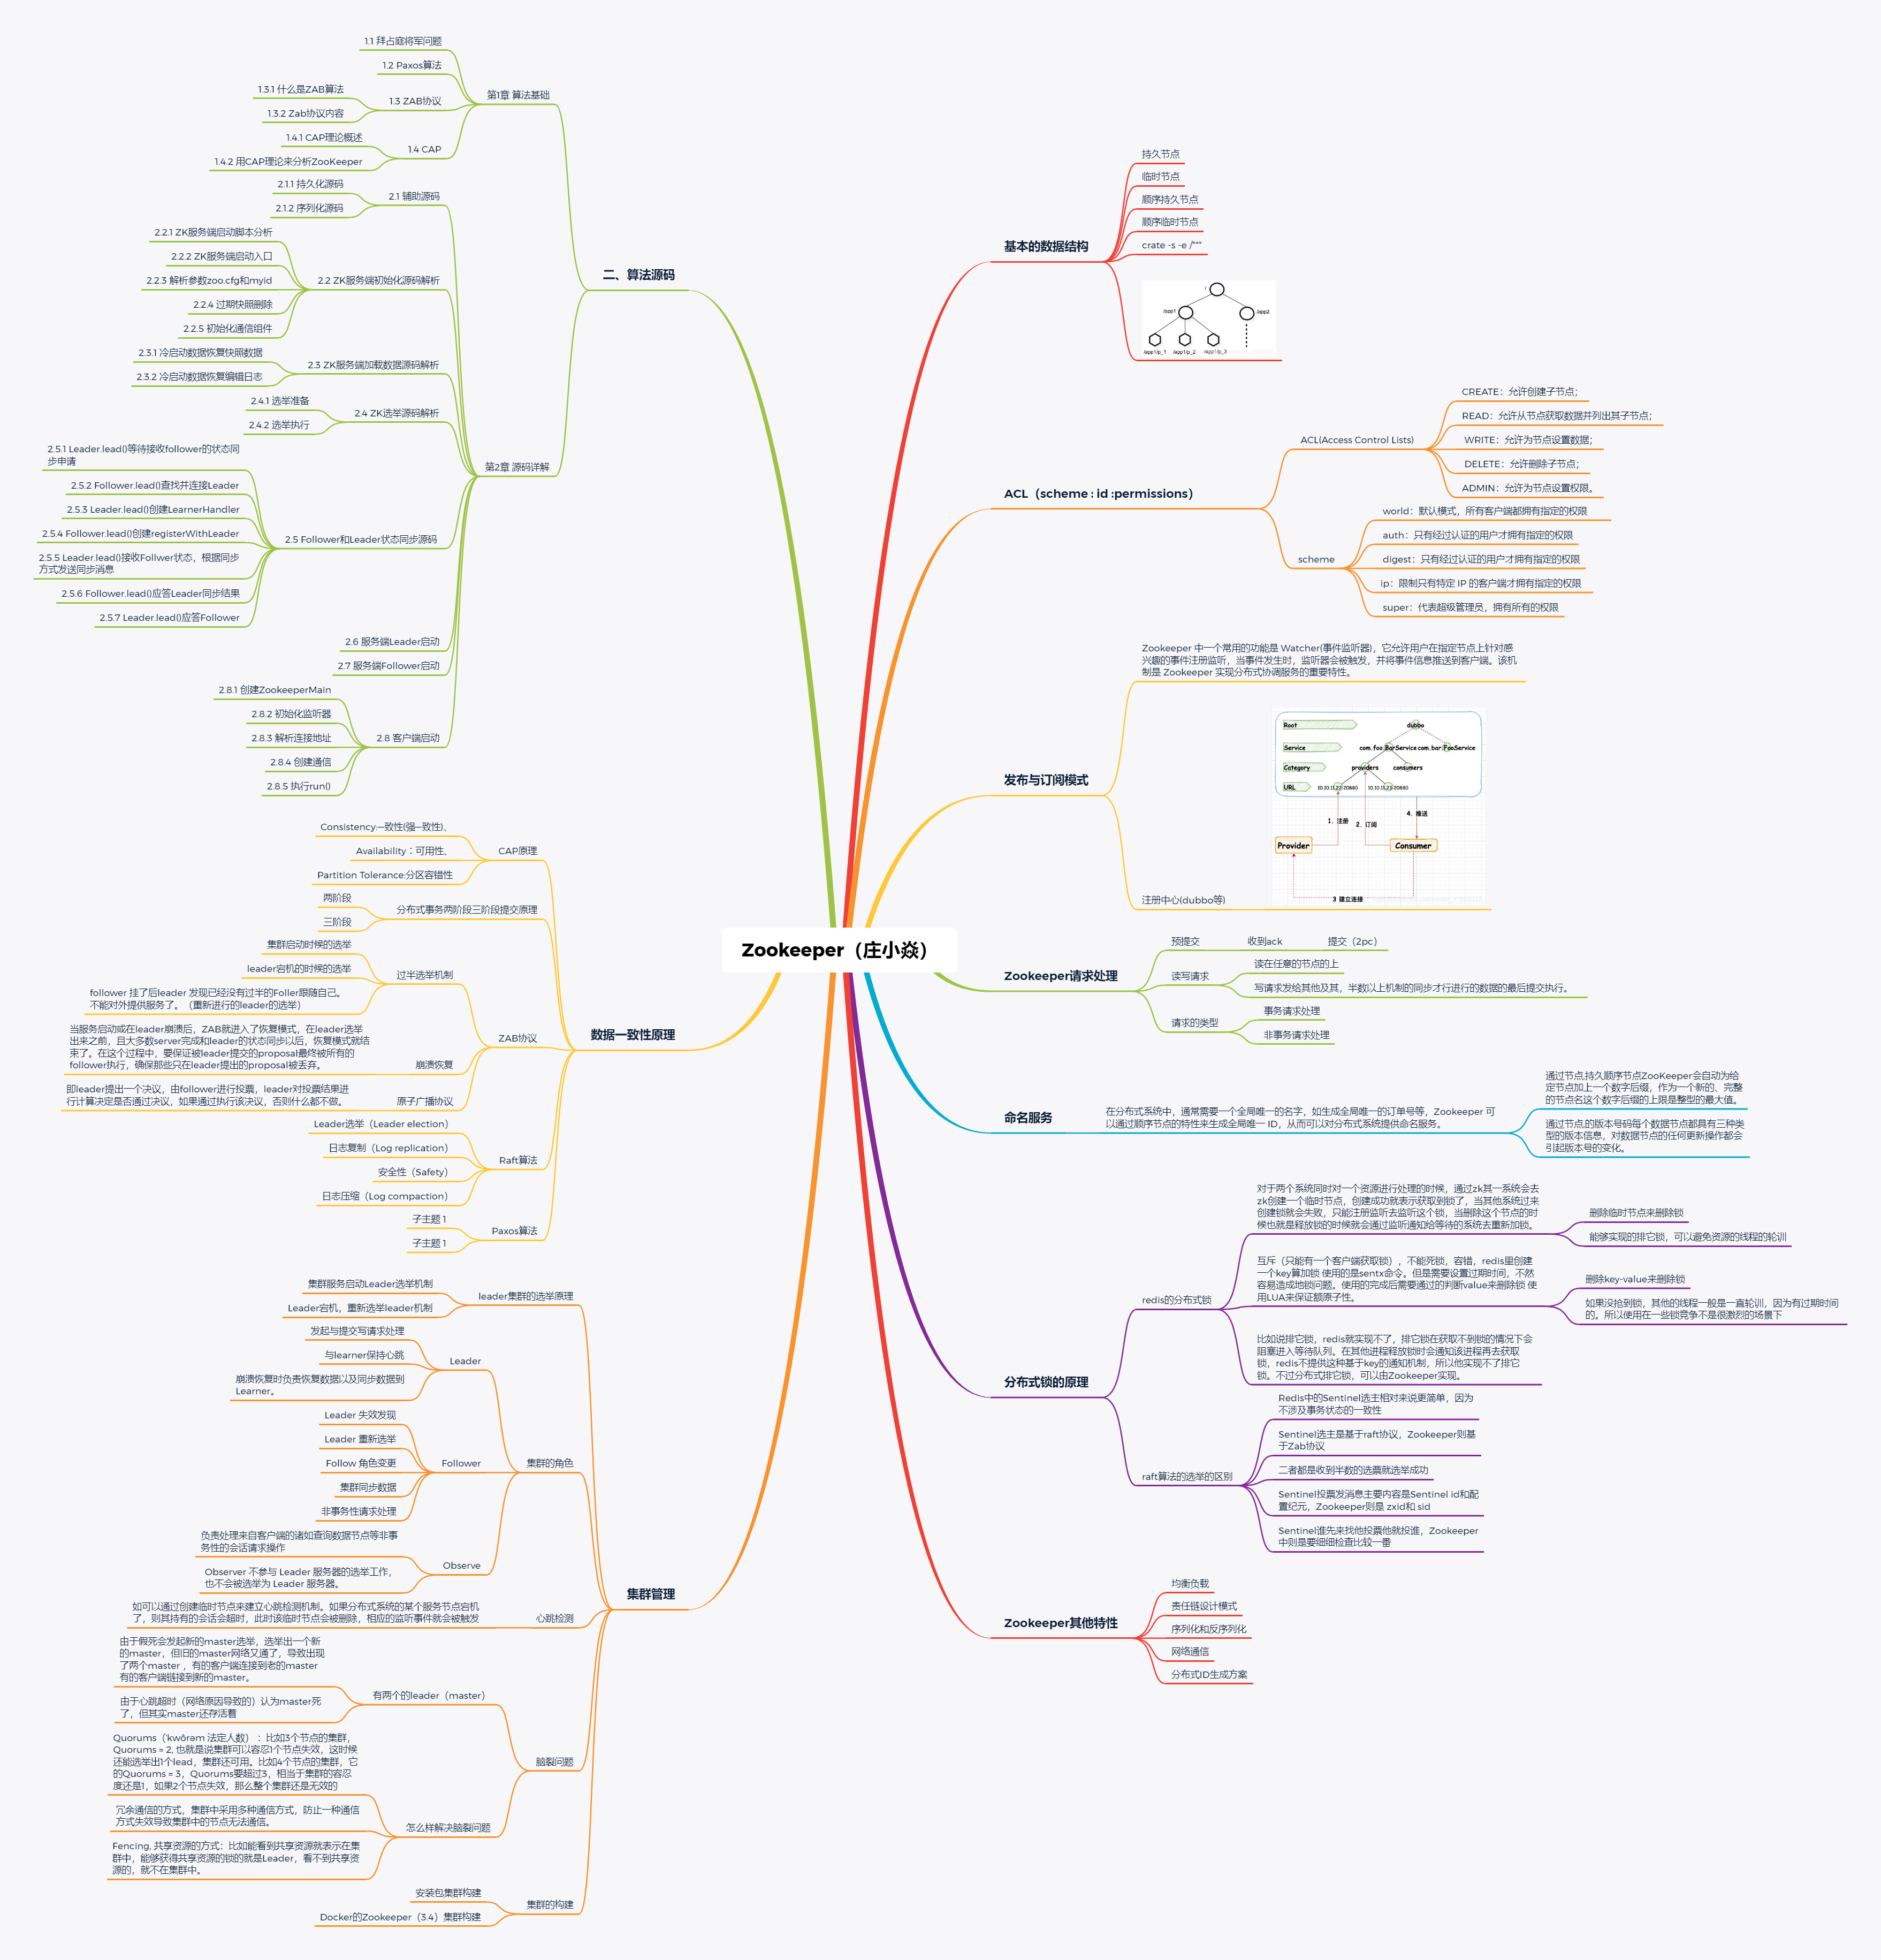 Zookeeper（庄小焱）
二、算法源码
第1章 算法基础
1.1 拜占庭将军问题
1.2 Paxos算法
1.3 ZAB协议
1.3.1 什么是ZAB算法
1.3.2 Zab协议内容
1.4 CAP
1.4.1 CAP理论概述
1.4.2 用CAP理论来分析ZooKeeper
第2章 源码详解
2.1 辅助源码
2.1.1 持久化源码
2.1.2 序列化源码
2.2 ZK服务端初始化源码解析
2.2.1 ZK服务端启动脚本分析
2.2.2 ZK服务端启动入口
2.2.3 解析参数zoo.cfg和myid
2.2.4 过期快照删除
2.2.5 初始化通信组件
2.3 ZK服务端加载数据源码解析
2.3.1 冷启动数据恢复快照数据
2.3.2 冷启动数据恢复编辑日志
2.4 ZK选举源码解析
2.4.1 选举准备
2.4.2 选举执行
2.5 Follower和Leader状态同步源码
2.5.1 Leader.lead()等待接收follower的状态同
步申请
2.5.2 Follower.lead()查找并连接Leader
2.5.3 Leader.lead()创建LearnerHandler
2.5.4 Follower.lead()创建registerWithLeader
2.5.5 Leader.lead()接收Follwer状态，根据同步
方式发送同步消息
2.5.6 Follower.lead()应答Leader同步结果
2.5.7 Leader.lead()应答Follower
2.6 服务端Leader启动
2.7 服务端Follower启动
2.8 客户端启动
2.8.1 创建ZookeeperMain
2.8.2 初始化监听器
2.8.3 解析连接地址
2.8.4 创建通信
2.8.5 执行run()
数据一致性原理
CAP原理
Consistency:一致性(强一致性)、
Availability：可用性、
Partition Tolerance:分区容错性
分布式事务两阶段三阶段提交原理
两阶段
三阶段
ZAB协议
过半选举机制
集群启动时候的选举
leader宕机的时候的选举
follower 挂了后leader 发现已经没有过半的Foller跟随自己。
不能对外提供服务了。（重新进行的leader的选举）
崩溃恢复
当服务启动或在leader崩溃后，ZAB就进入了恢复模式，在leader选举
出来之前，且大多数server完成和leader的状态同步以后，恢复模式就结
束了。在这个过程中，要保证被leader提交的proposal最终被所有的
follower执行，确保那些只在leader提出的proposal被丢弃。
原子广播协议
即leader提出一个决议，由follower进行投票，leader对投票结果进
行计算决定是否通过决议，如果通过执行该决议，否则什么都不做。
Raft算法
Leader选举（Leader election）
日志复制（Log replication）
安全性（Safety）
日志压缩（Log compaction）
Paxos算法
子主题 1
子主题 1
集群管理
leader集群的选举原理
集群服务启动Leader选举机制
Leader宕机，重新选举leader机制
集群的角色
Leader
发起与提交写请求处理
与learner保持心跳
崩溃恢复时负责恢复数据以及同步数据到
Learner。
Follower
Leader 失效发现
Leader 重新选举
Follow 角色变更
集群同步数据
非事务性请求处理
Observe
负责处理来自客户端的诸如查询数据节点等非事
务性的会话请求操作
Observer 不参与 Leader 服务器的选举工作，
也不会被选举为 Leader 服务器。
心跳检测
如可以通过创建临时节点来建立心跳检测机制。如果分布式系统的某个服务节点宕机
了，则其持有的会话会超时，此时该临时节点会被删除，相应的监听事件就会被触发
脑裂问题
有两个的leader（master）
由于假死会发起新的master选举，选举出一个新
的master，但旧的master网络又通了，导致出现
了两个master ，有的客户端连接到老的master
有的客户端链接到新的master。
由于心跳超时（网络原因导致的）认为master死
了，但其实master还存活着
怎么样解决脑裂问题
Quorums（ˈkwôrəm 法定人数） ：比如3个节点的集群，
Quorums = 2, 也就是说集群可以容忍1个节点失效，这时候
还能选举出1个lead，集群还可用。比如4个节点的集群，它
的Quorums = 3，Quorums要超过3，相当于集群的容忍
度还是1，如果2个节点失效，那么整个集群还是无效的
冗余通信的方式，集群中采用多种通信方式，防止一种通信
方式失效导致集群中的节点无法通信。
Fencing, 共享资源的方式：比如能看到共享资源就表示在集
群中，能够获得共享资源的锁的就是Leader，看不到共享资
源的，就不在集群中。
集群的构建
安装包集群构建
Docker的Zookeeper（3.4）集群构建
基本的数据结构
持久节点
临时节点
顺序持久节点
顺序临时节点
crate -s -e /***
/
/app1
/app2
/app1/p_1
/app1/p_2
/app1/p_3
ACL（scheme : id :permissions）
ACL(Access Control Lists)
CREATE：允许创建子节点；
READ：允许从节点获取数据并列出其子节点；
WRITE：允许为节点设置数据；
DELETE：允许删除子节点；
ADMIN：允许为节点设置权限。
scheme
world：默认模式，所有客户端都拥有指定的权限
auth：只有经过认证的用户才拥有指定的权限
digest：只有经过认证的用户才拥有指定的权限
ip：限制只有特定 IP 的客户端才拥有指定的权限
super：代表超级管理员，拥有所有的权限
发布与订阅模式
Zookeeper 中一个常用的功能是 Watcher(事件监听器)，它允许用户在指定节点上针对感
兴趣的事件注册监听，当事件发生时，监听器会被触发，并将事件信息推送到客户端。该机
制是 Zookeeper 实现分布式协调服务的重要特性。
注册中心(dubbo等)
Root
dubbo
Service
com.foo.BarService
com.bar.FooService
Category
providers
consumers
URL
10.10.11.22:20880
10.10.11.23:20880
1、注册
2、订阅
4、推送
Provider
Consumer
3 建立连接
Zookeeper请求处理
预提交
收到ack
提交（2pc）
读写请求
读在任意的节点的上
写请求发给其他及其，半数以上机制的同步才行进行的数据的最后提交执行。
请求的类型
事务请求处理
非事务请求处理
命名服务
在分布式系统中，通常需要一个全局唯一的名字，如生成全局唯一的订单号等，Zookeeper 可
以通过顺序节点的特性来生成全局唯一 ID，从而可以对分布式系统提供命名服务。
通过节点,持久顺序节点ZooKeeper会自动为给
定节点加上一个数字后缀，作为一个新的、完整
的节点名这个数字后缀的上限是整型的最大值。
通过节点,的版本号码每个数据节点都具有三种类
型的版本信息，对数据节点的任何更新操作都会
引起版本号的变化。
分布式锁的原理
redis的分布式锁
对于两个系统同时对一个资源进行处理的时候，通过zk其一系统会去
zk创建一个临时节点，创建成功就表示获取到锁了，当其他系统过来
创建锁就会失败，只能注册监听去监听这个锁，当删除这个节点的时
候也就是释放锁的时候就会通过监听通知给等待的系统去重新加锁。
删除临时节点来删除锁
能够实现的排它锁，可以避免资源的线程的轮训
互斥（只能有一个客户端获取锁），不能死锁，容错，redis里创建
一个key算加锁 使用的是sentx命令。但是需要设置过期时间，不然
容易造成地锁问题。使用的完成后需要通过的判断value来删除锁 使
用LUA来保证额原子性。
删除key-value来删除锁
如果没抢到锁，其他的线程一般是一直轮训，因为有过期时间
的。所以使用在一些锁竞争不是很激烈的场景下
比如说排它锁，redis就实现不了，排它锁在获取不到锁的情况下会
阻塞进入等待队列。在其他进程释放锁时会通知该进程再去获取
锁，redis不提供这种基于key的通知机制，所以他实现不了排它
锁。不过分布式排它锁，可以由Zookeeper实现。
raft算法的选举的区别
Redis中的Sentinel选主相对来说更简单，因为
不涉及事务状态的一致性
Sentinel选主是基于raft协议，Zookeeper则基
于Zab协议
二者都是收到半数的选票就选举成功
Sentinel投票发消息主要内容是Sentinel id和配
置纪元，Zookeeper则是 zxid和 sid
Sentinel谁先来找他投票他就投谁，Zookeeper
中则是要细细检查比较一番
Zookeeper其他特性
均衡负载
责任链设计模式
序列化和反序列化
网络通信
分布式ID生成方案